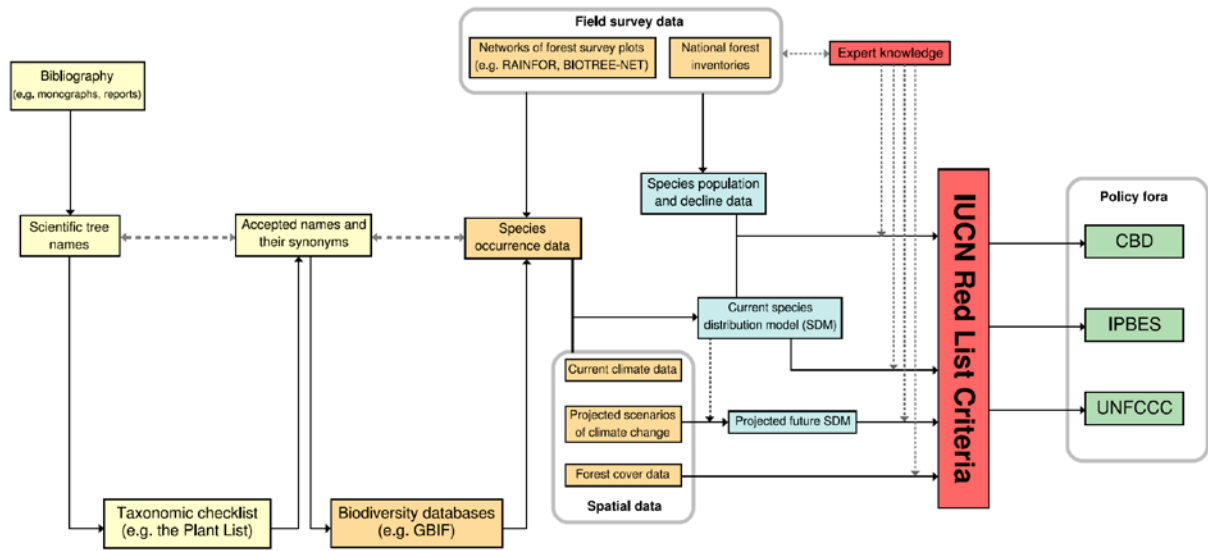 Field survey data
Networks of forest survey plots
(e.g. RAINFOR, BIOTREE-NET)
National forest
inventories
Expert knowledge
Bibliography
(e.g. monographs, reports)
Species population
and decline data
Scientific tree
names
Accepted names and
their synonyms
Species
occurrence data
Current species
distribution model (SDM)
Current climate data
Projected scenarios
of climate change
Projected future SDM
Forest cover data
Spatial data
Taxonomic checklist
(e.g. the Plant List)
Biodiversity databases
(e.g. GBIF)
IUCN Red List Criteria
Policy fora
CBD
IPBES
UNFCCC